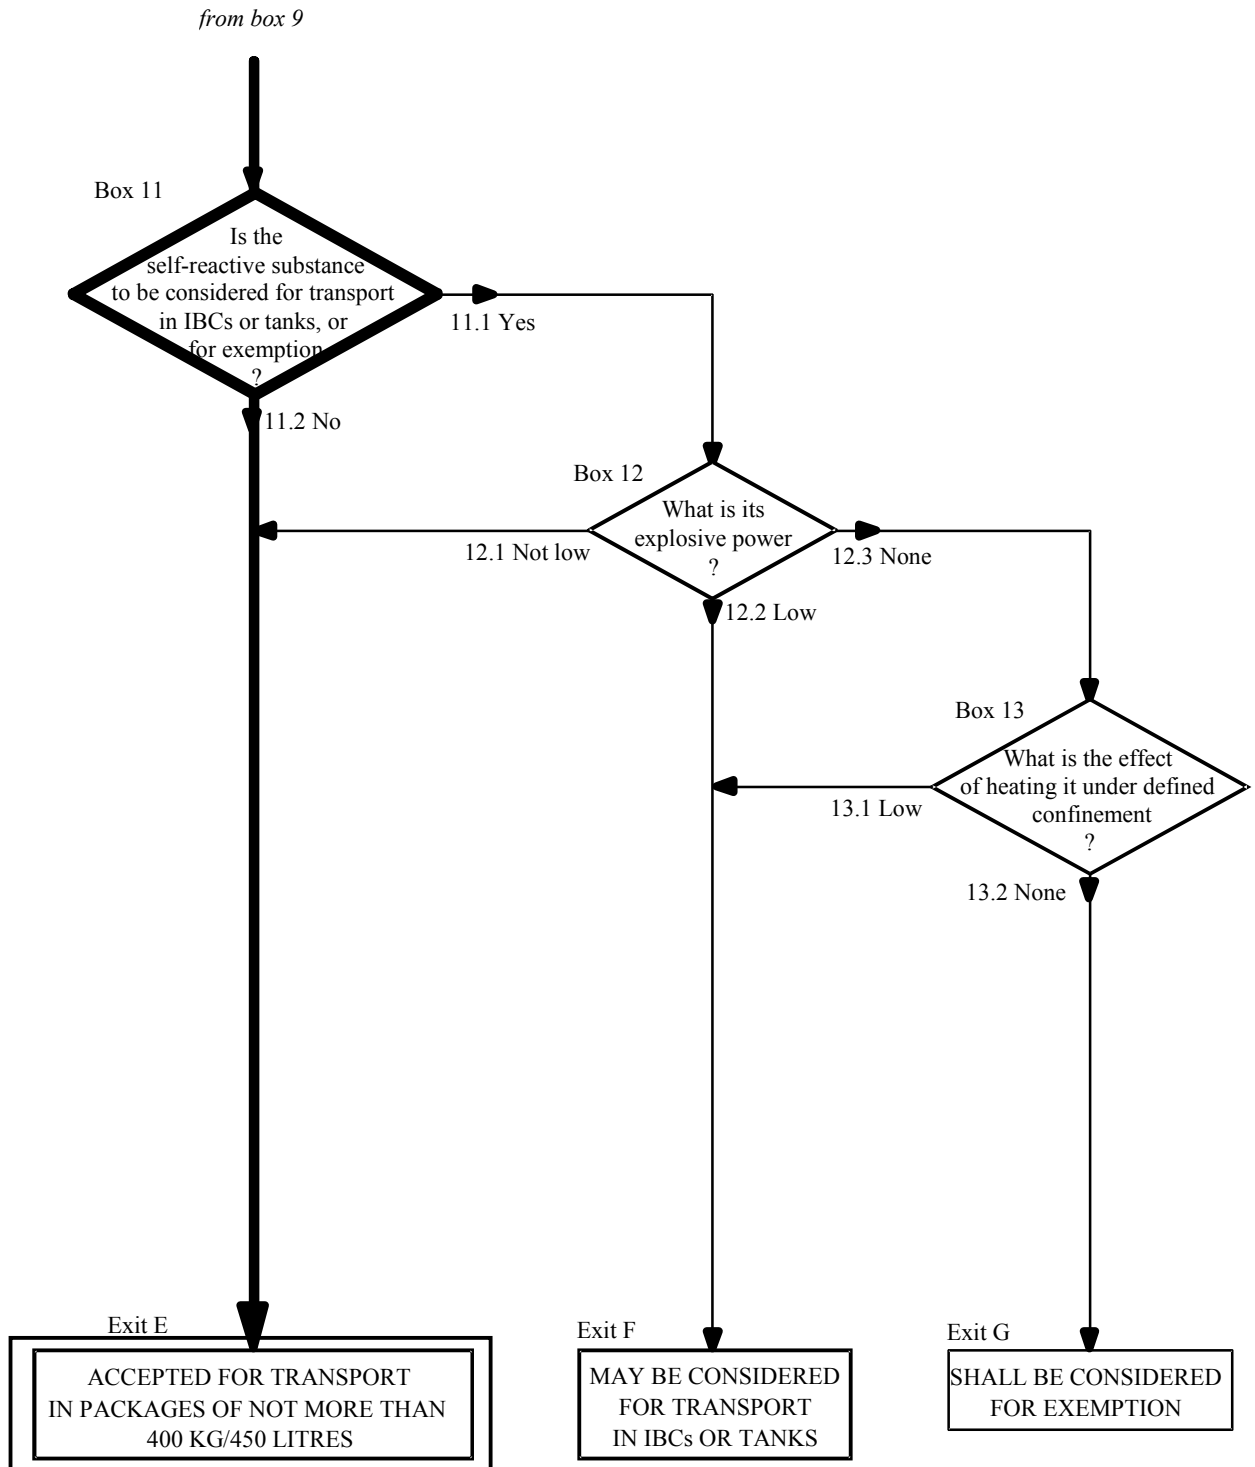 from box 9
Box 11
Is the
self-reactive substance
to be considered for transport
in IBCs or tanks, or
for exemption
?
11.1 Yes
11.2 No
Box 12
What is its
explosive power
?
12.1 Not low
12.3 None
12.2 Low
Box 13
What is the effect
of heating it under defined
confinement
?
13.1 Low
13.2 None
Exit E
ACCEPTED FOR TRANSPORT
IN PACKAGES OF NOT MORE THAN
400 KG/450 LITRES
Exit F
MAY BE CONSIDERED
FOR TRANSPORT
IN IBCs OR TANKS
Exit G
SHALL BE CONSIDERED
FOR EXEMPTION